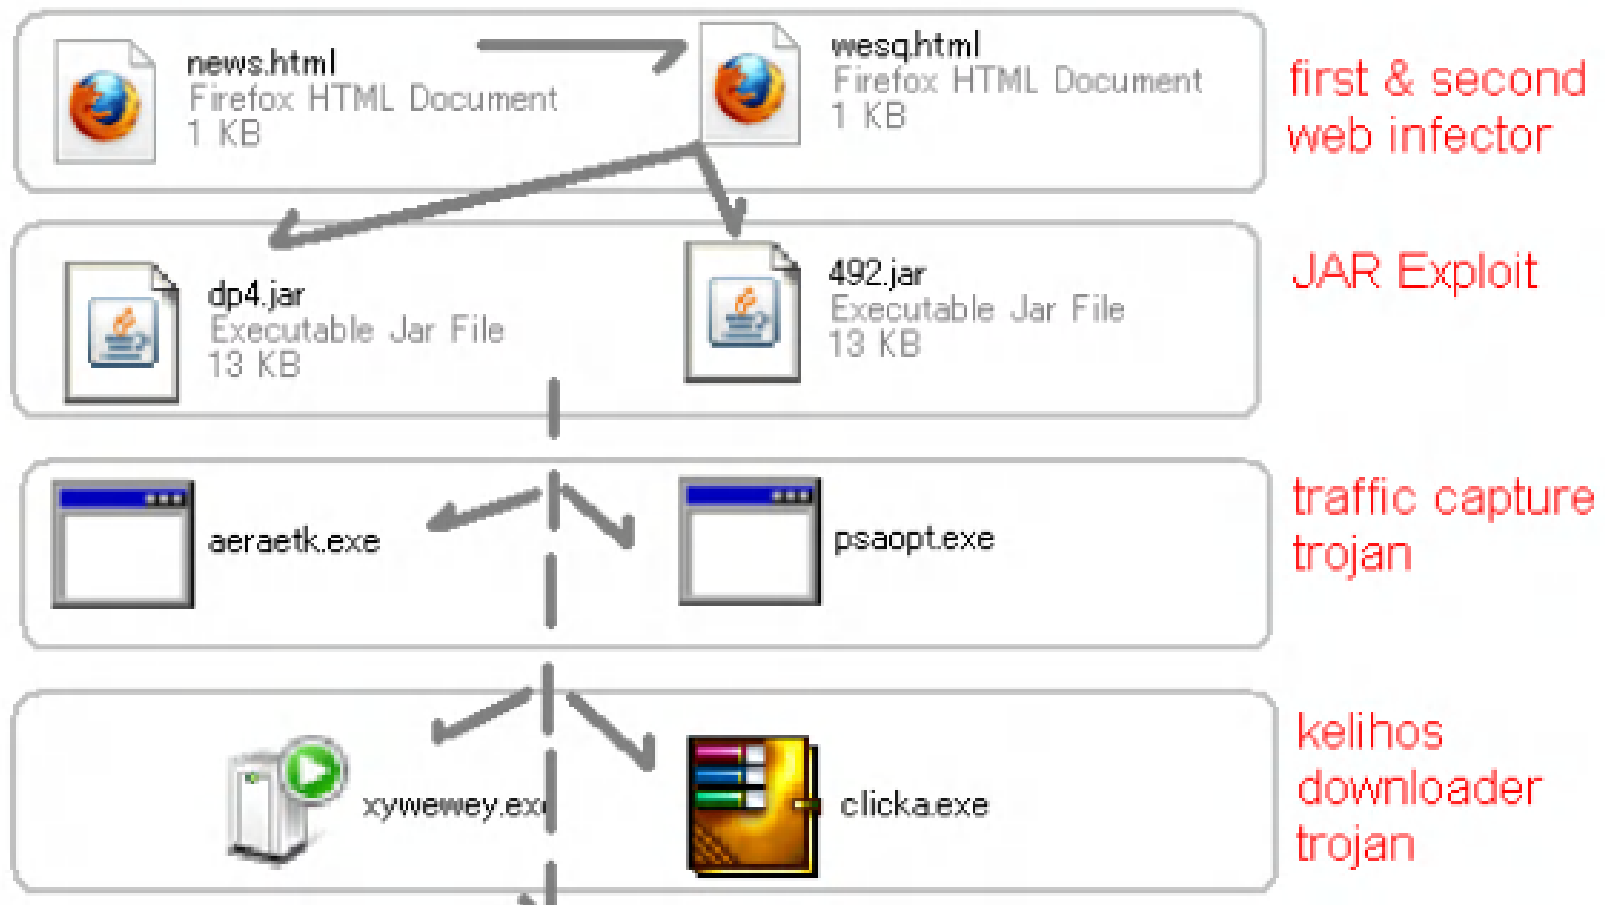 news.html
Firefox HTML Document
1 KB
wesq.html
Firefox HTML Document
1 KB
first & second
web infector
dp4.jar
Executable Jar File
13 KB
492.jar
Executable Jar File
13 KB
JAR Exploit
aeraetk.exe
psaopt.exe
traffic capture
trojan
xywewey.exe
clicka.exe
kelihos
downloader
trojan